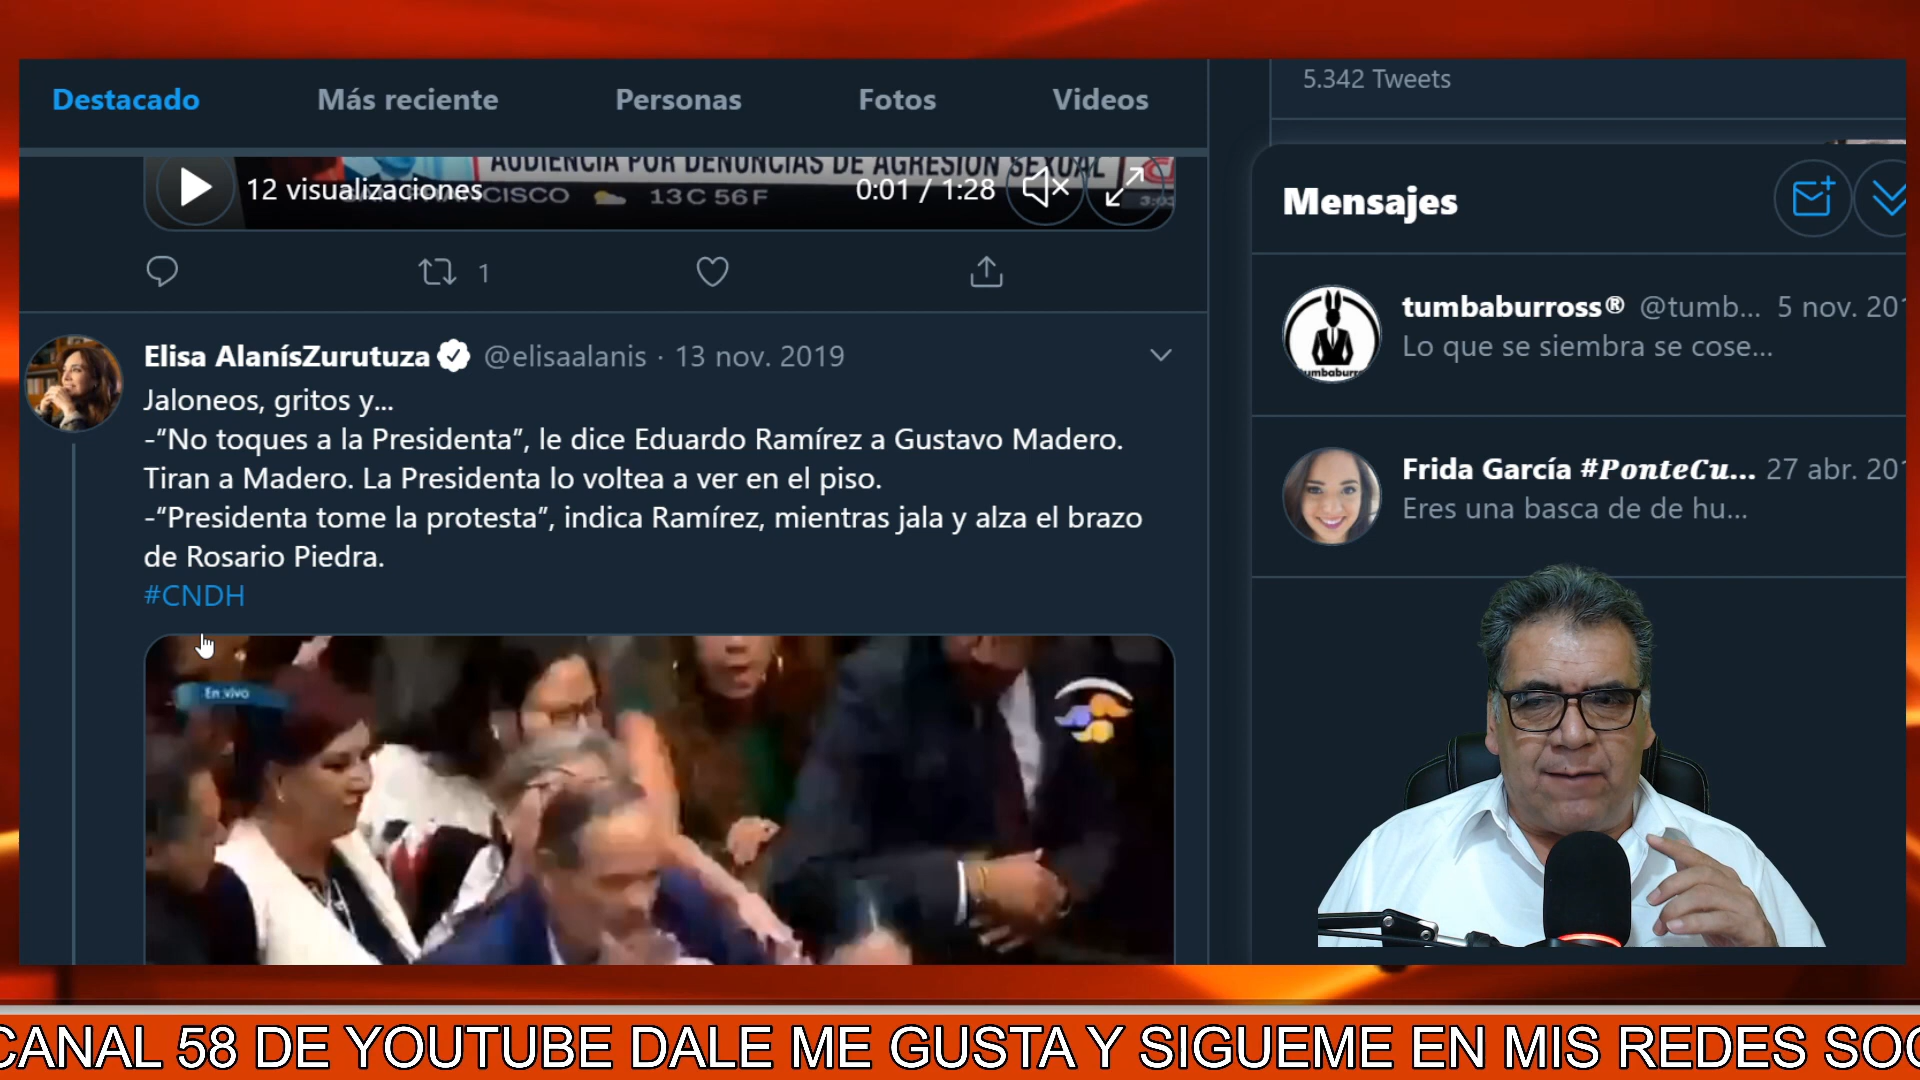 5.342 Tweets
Destacado
Más reciente
Personas
Fotos
Videos
AUDIENCIA POR DENUNCIAS DE AGRESIÓN SEXUAL
12 visualizaciones
CISCO
13C 56F
0:01 / 1:28
1
Mensajes
tumbaburross® @tumb... 5 nov. 201
Lo que se siembra se cose...
Frida García #PonteCu... 27 abr. 201
Eres una basca de de hu...
Elisa AlanísZurutuza @elisaalanis · 13 nov. 2019
Jaloneos, gritos y...
-“No toques a la Presidenta”, le dice Eduardo Ramírez a Gustavo Madero.
Tiran a Madero. La Presidenta lo voltea a ver en el piso.
-“Presidenta tome la protesta”, indica Ramírez, mientras jala y alza el brazo
de Rosario Piedra.
#CNDH
En vivo
CANAL 58 DE YOUTUBE DALE ME GUSTA Y SIGUEME EN MIS REDES SOC